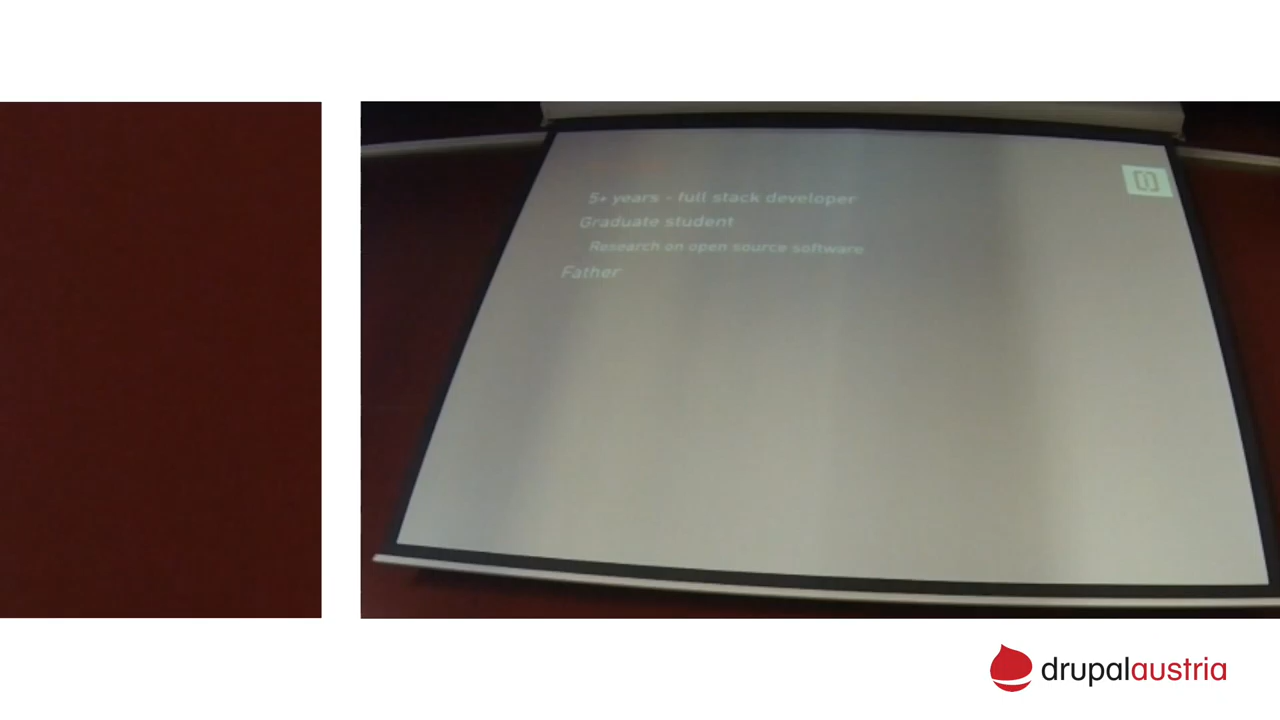 5+ years - full stack developer
Graduate student
Research on open source software
Father
drupalaustria